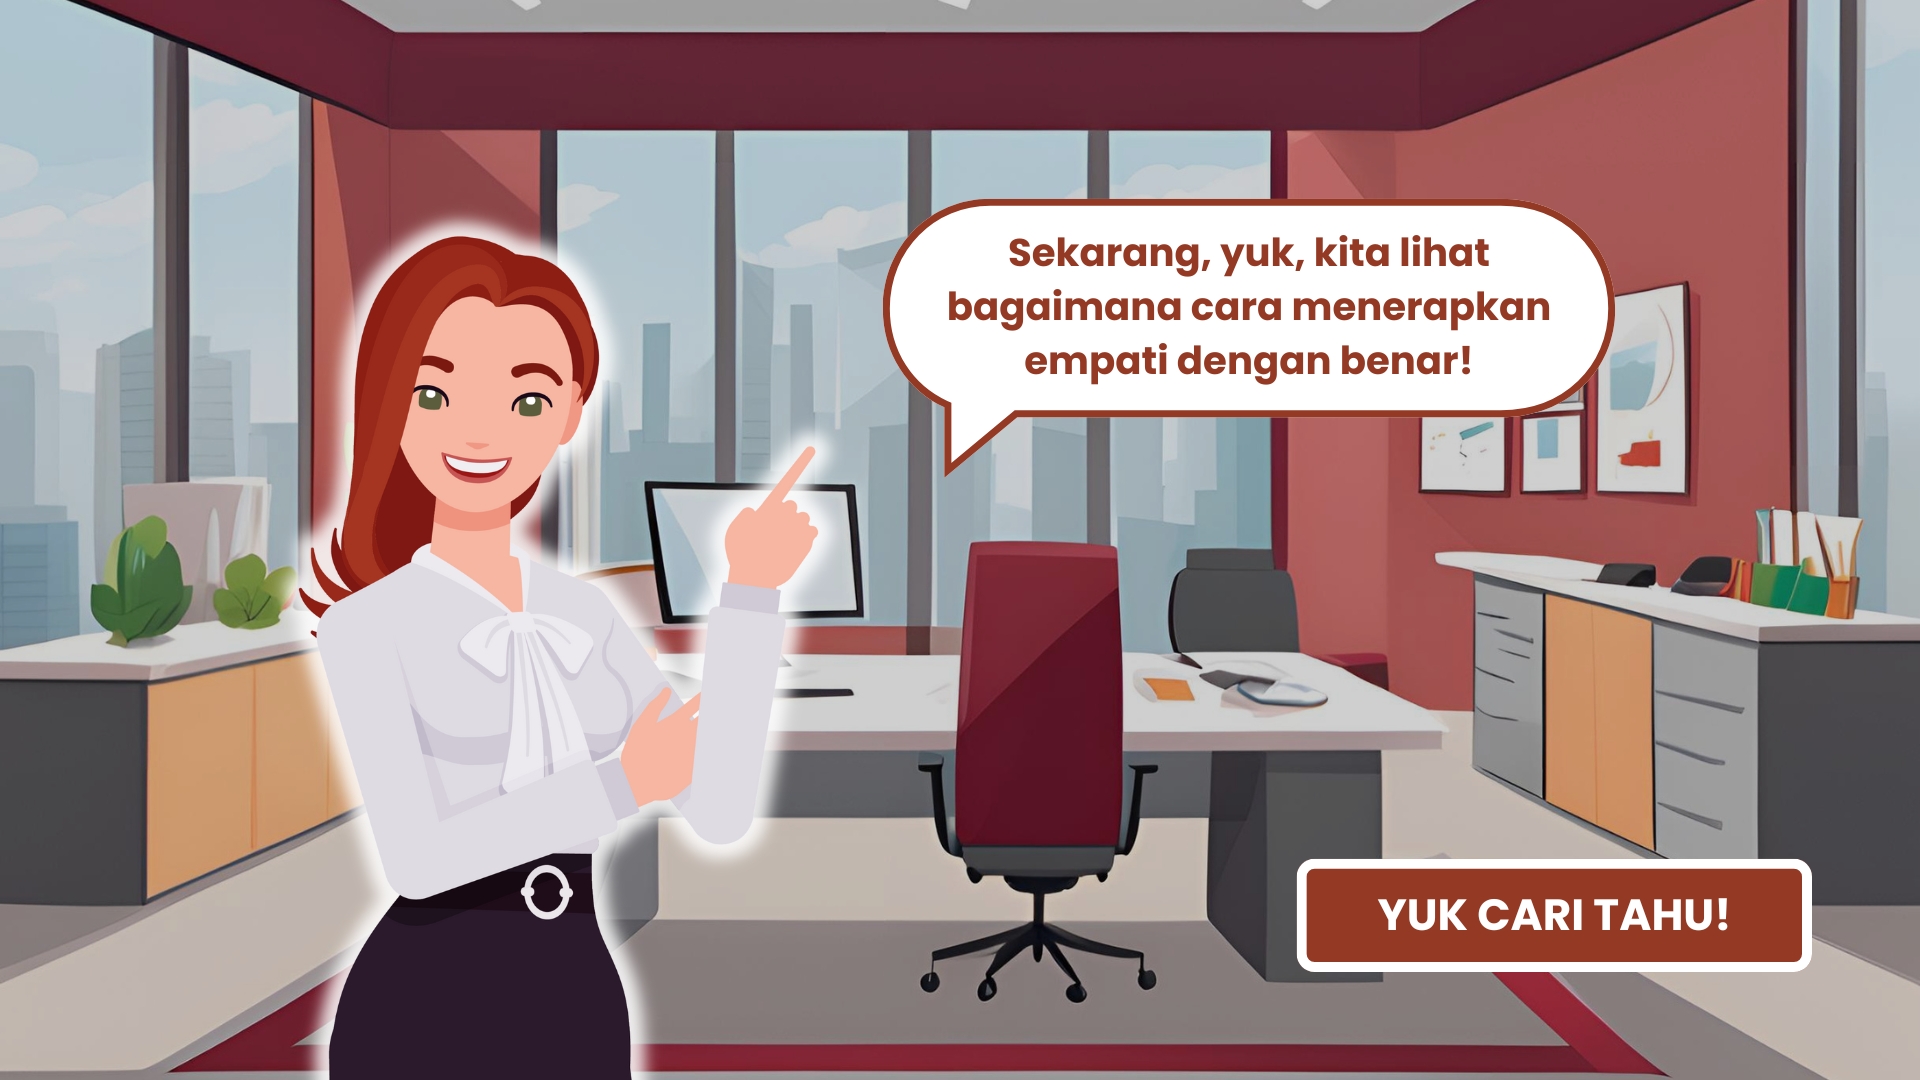 Sekarang, yuk, kita lihat
bagaimana cara menerapkan
empati dengan benar!
YUK CARI TAHU!